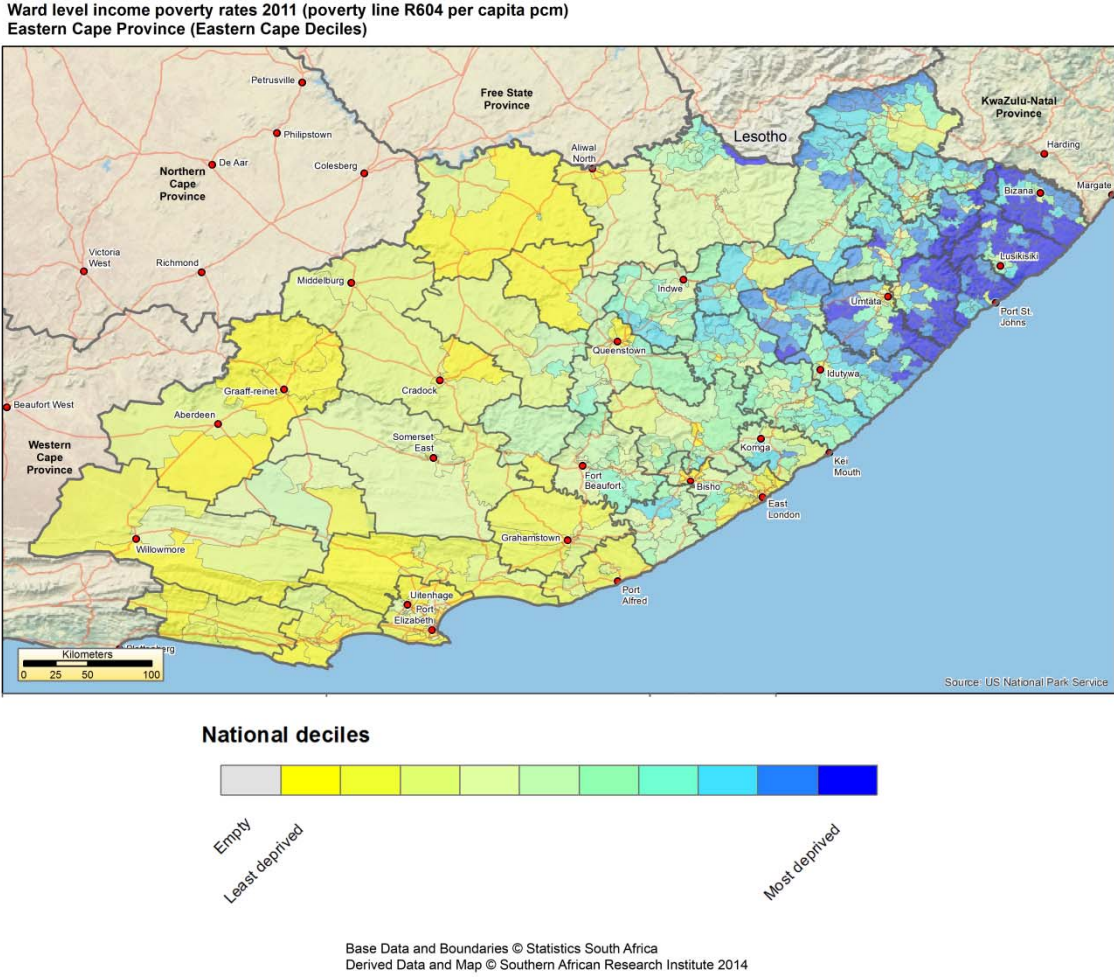 Ward level income poverty rates 2011 (poverty line R604 per capita pcm)
Eastern Cape Province (Eastern Cape Deciles)
Petrusville
Free State
Province
KwaZulu-Natal
Province
Philipstown
Lesotho
Aliwal
North
Harding
De Aar
Northern
Cape
Province
Colesberg
Bizana
Margate
Victoria
West
Richmond
Middelburg
Indwe
Lusikisiki
Umtata
Port St.
Johns
Queenstown
Idutywa
Graaff-reinet
Cradock
Beaufort West
Aberdeen
Western
Cape
Province
Somerset
East
Komga
Kei
Mouth
Fort
Beaufort
Bisho
East
London
Willowmore
Grahamstown
Uitenhage
Port
Elizabeth
Port
Alfred
Kilometers
0 25 50 100
Source: US National Park Service
National deciles
Empty
Least deprived
Most deprived
Base Data and Boundaries © Statistics South Africa
Derived Data and Map © Southern African Research Institute 2014